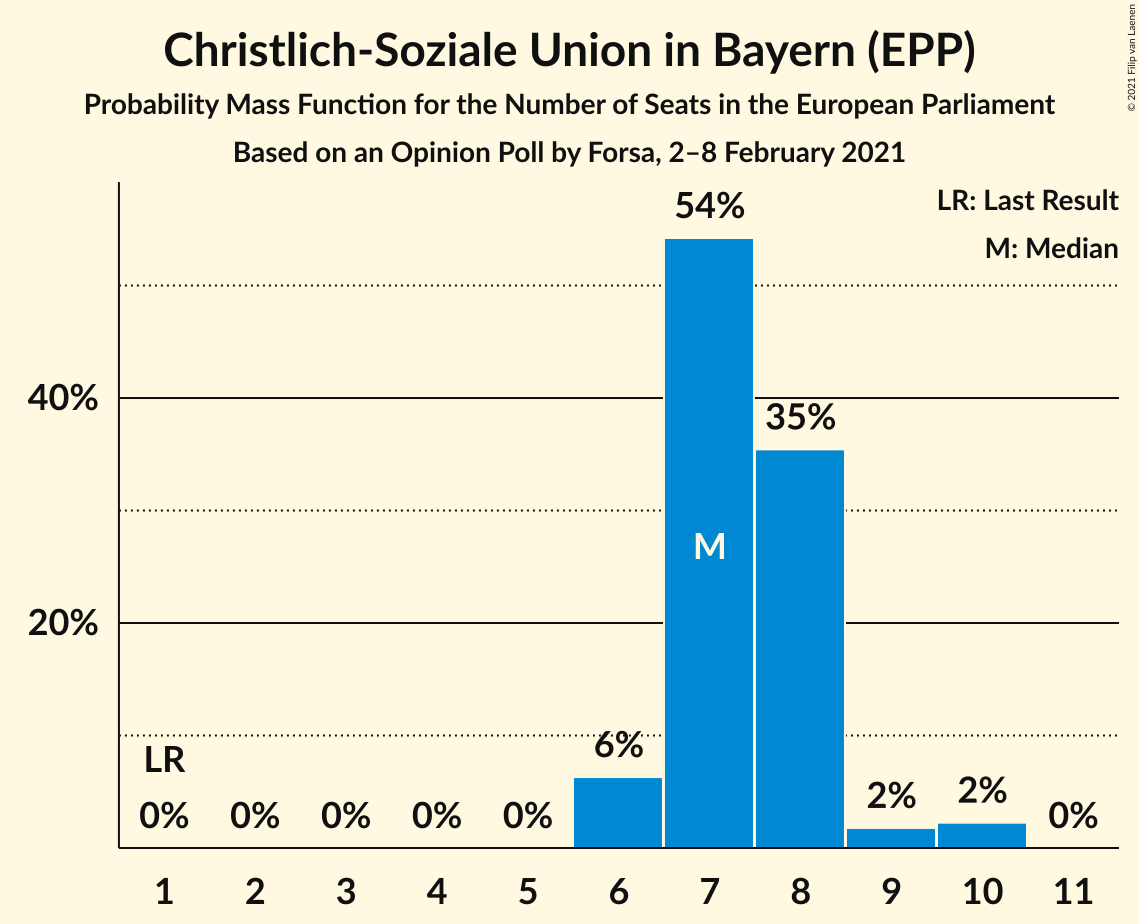 Christlich-Soziale Union in Bayern (EPP)
Probability Mass Function for the Number of Seats in the European Parliament
Based on an Opinion Poll by Forsa, 2–8 February 2021
© 2021 Filip van Laenen
LR: Last Result
M: Median
54%
40%
35%
M
20%
LR
6%
0% 0% 0% 0% 0% 2% 2% 0%
1 2 3 4 5 6 7 8 9 10 11